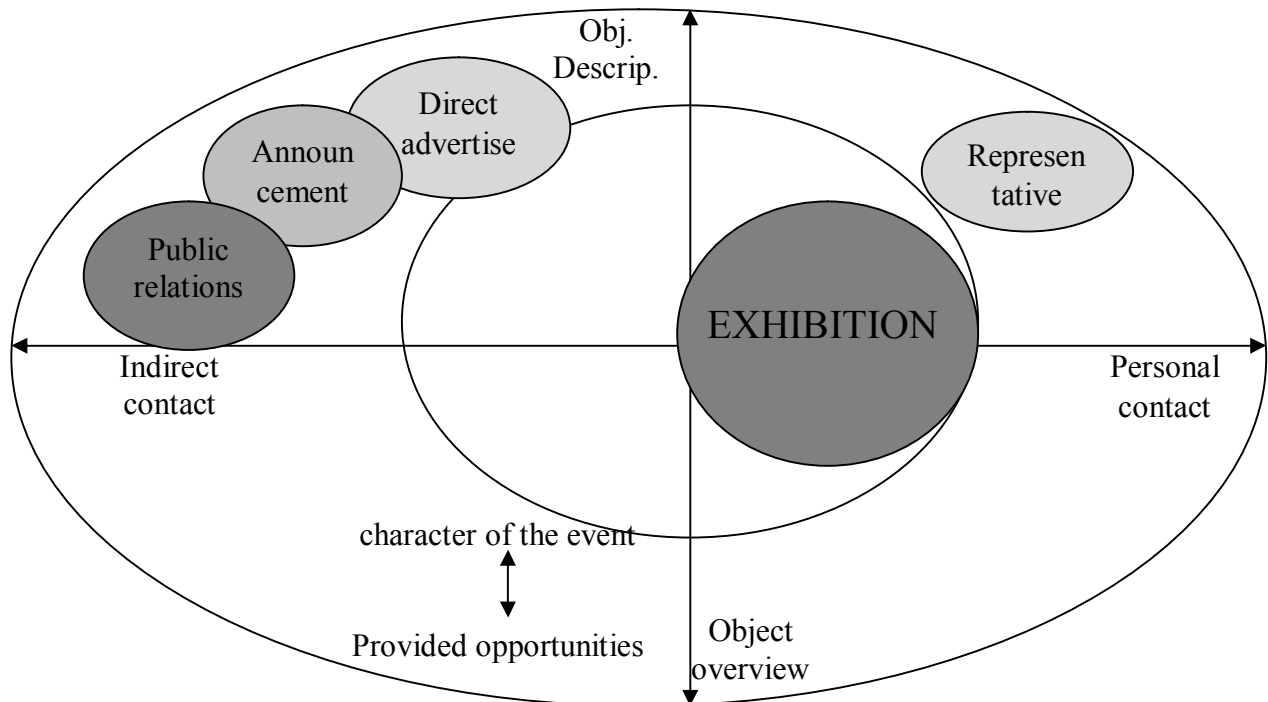 Obj.
Descrip.
Direct
advertise
Announ
cement
Represen
tative
Public
relations
EXHIBITION
Indirect
contact
Personal
contact
character of the event
Provided opportunities
Object
overview